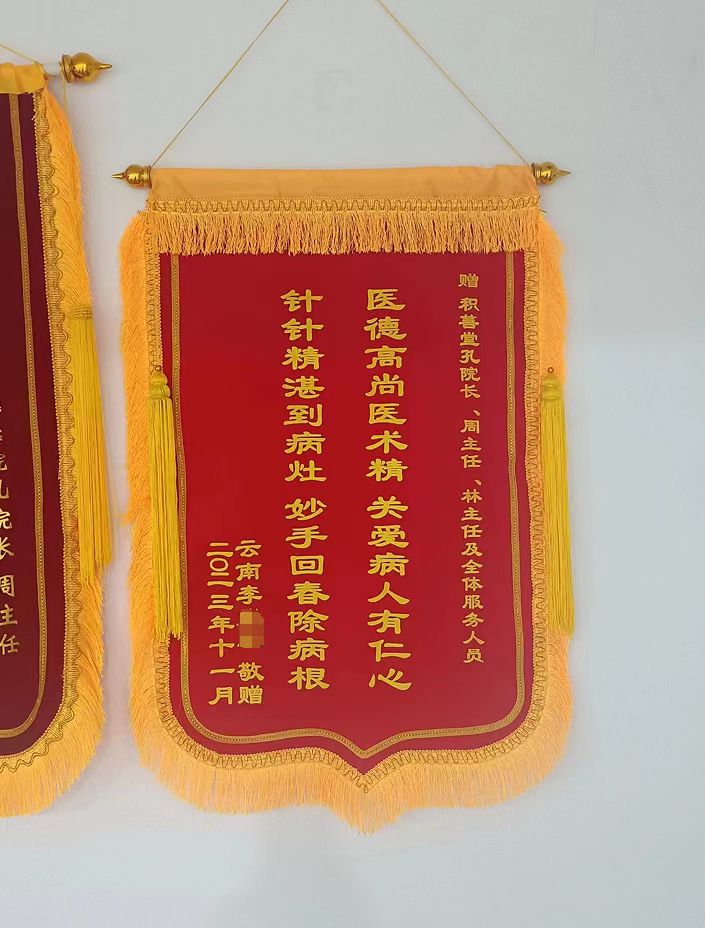 赠 积善堂孔院长、周主任、林主任及全体服务人员
医德高尚医术精 关爱病人有仁心
针针精湛到病灶 妙手回春除病根
云南李 敬赠
二〇二三年十一月
院孔院长 周主任